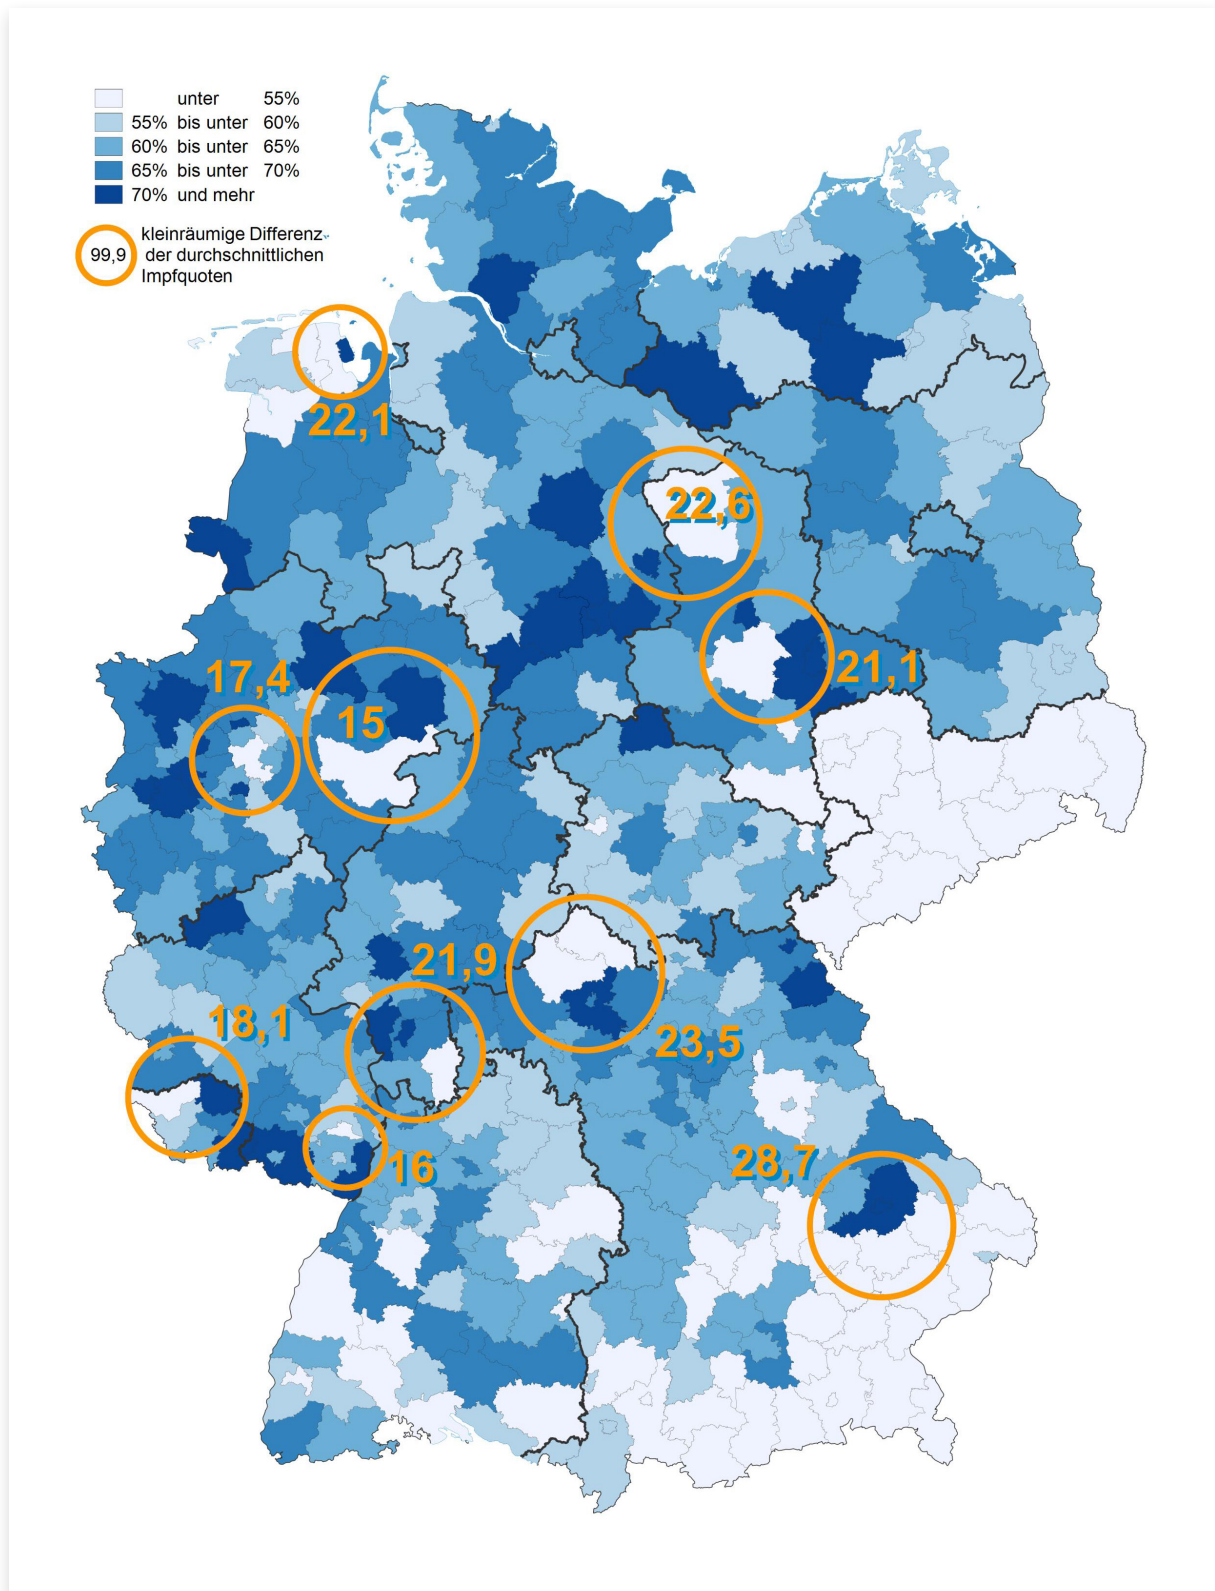 unter 55%
55% bis unter 60%
60% bis unter 65%
65% bis unter 70%
70% und mehr
99,9
kleinräumige Differenz
der durchschnittlichen
Impfquoten
22,1
22,6
21,1
17,4
15
21,9
18,1
23,5
16
28,7